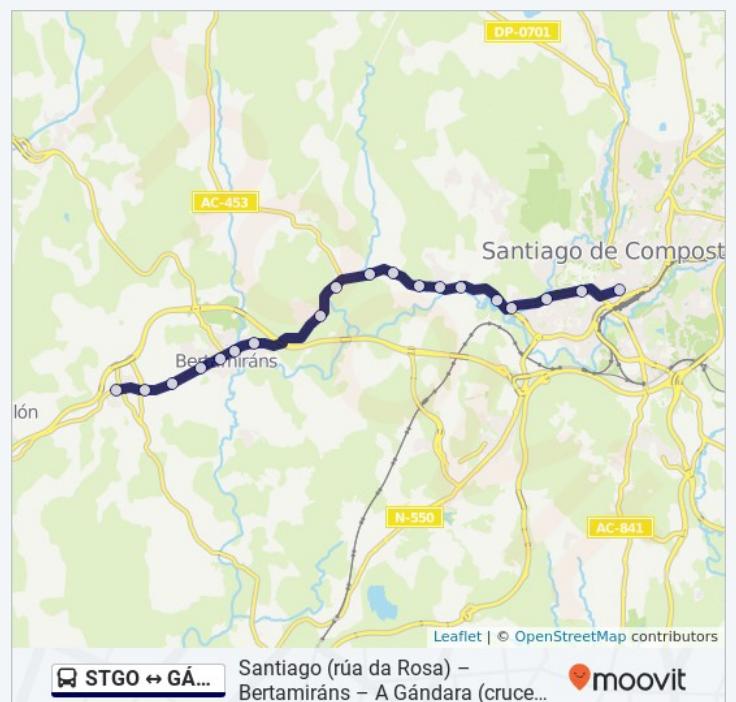 DP-0701
AC-453
Santiago de Compost
Bertamiráns
lón
N-550
AC-841
Leaflet | © OpenStreetMap contributors
STGO ↔ GÁ...
Santiago (rúa da Rosa) –
Bertamiráns – A Gándara (cruce...
moovit